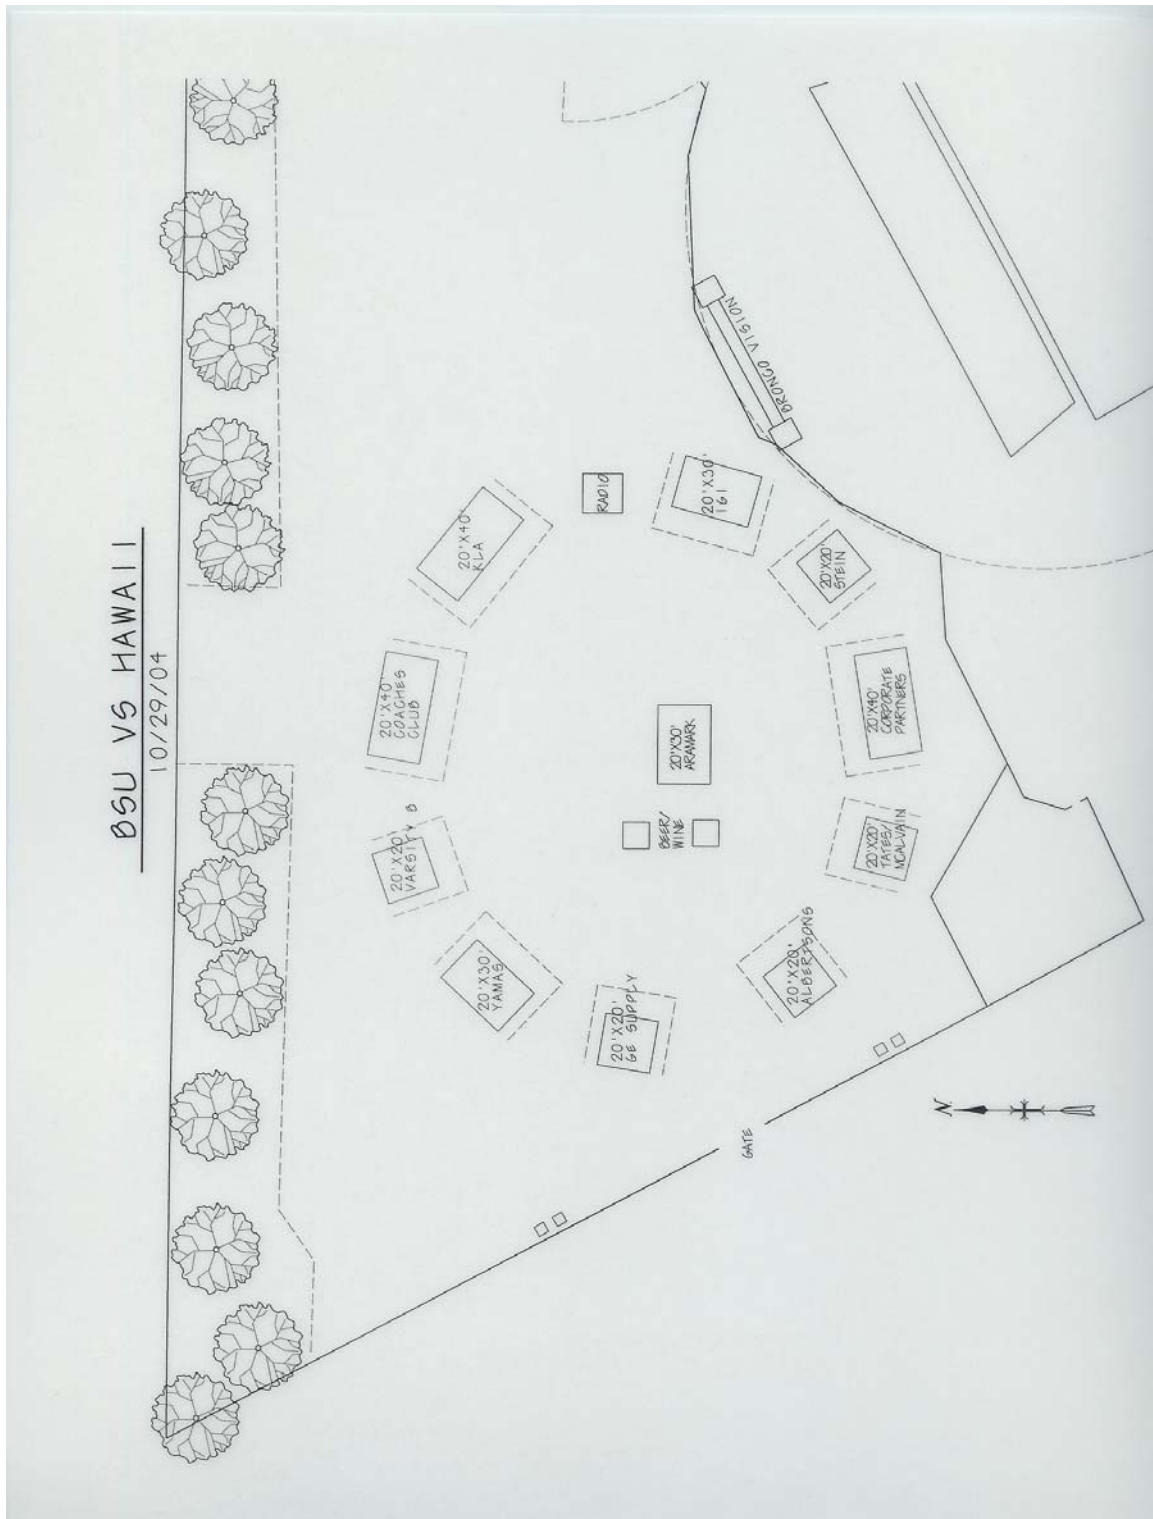 BSU VS HAWAII
10/29/04
BRONCO VISION
RADIO
20'X30'
IGI
20'X40'
KLA
20'X20'
STEIN
20'X40'
COACHES
CLUB
20'X30'
ARAMARK
20'X40'
CORPORATE
PARTNERS
BEER/
WINE
20'X20'
VARSITY B
20'X20'
TATES/
MCALVAIN
20'X30'
YAMAS
20'X20'
GE SUPPLY
20'X20'
ALBERTSONS
GATE
N